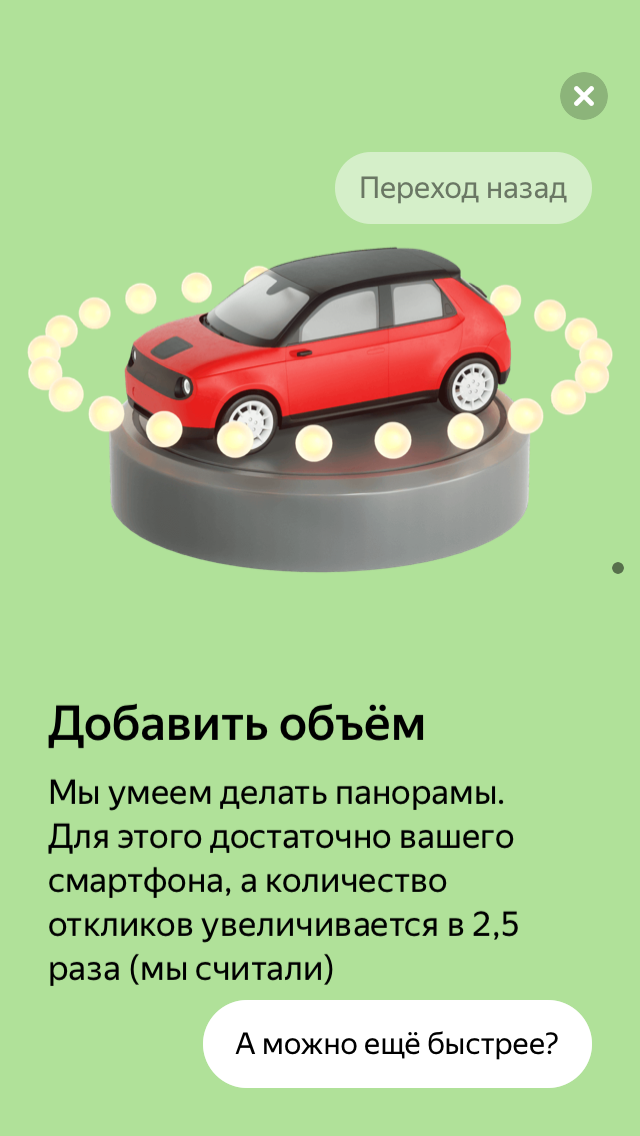 Переход назад
Добавить объём
Мы умеем делать панорамы.
Для этого достаточно вашего
смартфона, а количество
откликов увеличивается в 2,5
раза (мы считали)
А можно ещё быстрее?